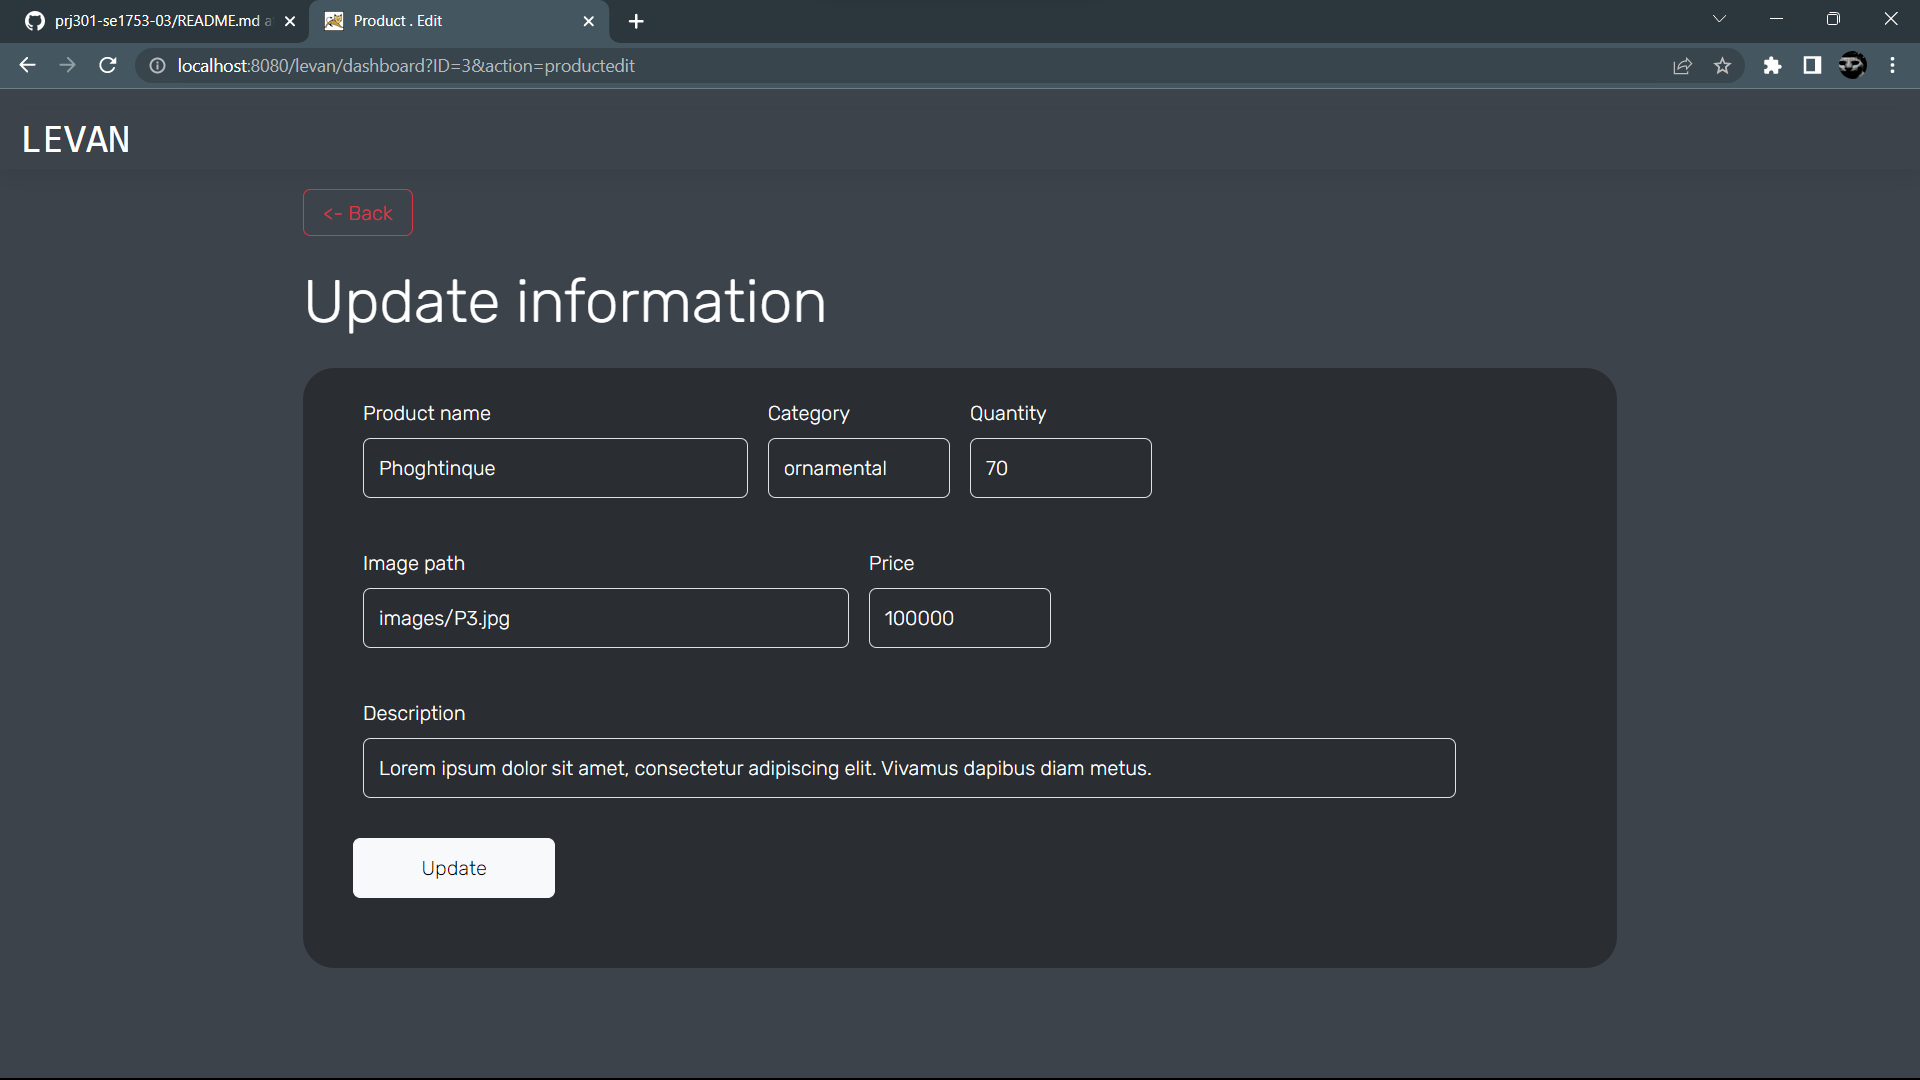 prj301-se1753-03/README.md
Product . Edit
localhost:8080/levan/dashboard?ID=3&action=productedit
LEVAN
<- Back
Update information
Product name
Category
Quantity
Phoghtinque
ornamental
70
Image path
Price
images/P3.jpg
100000
Description
Lorem ipsum dolor sit amet, consectetur adipiscing elit. Vivamus dapibus diam metus.
Update